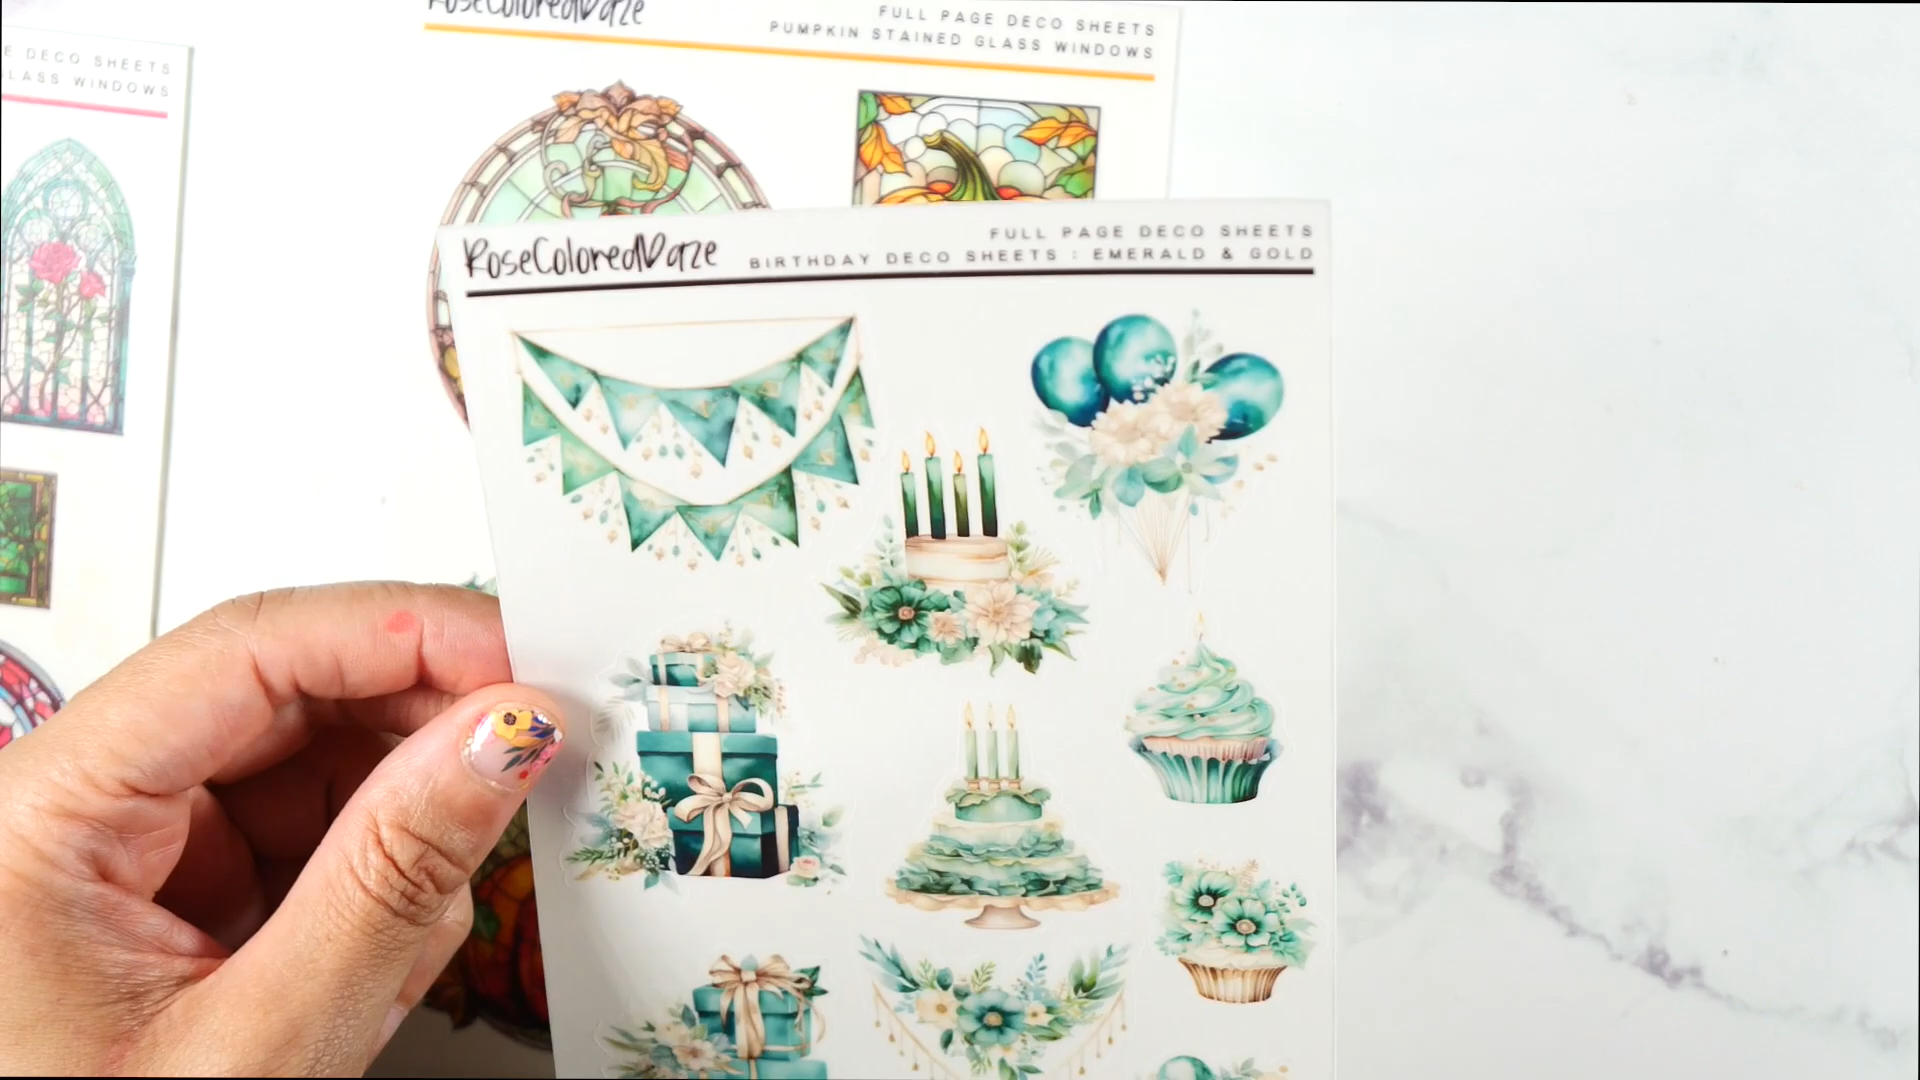 E DECO SHEETS
GLASS WINDOWS
RoseColoredDaze
FULL PAGE DECO SHEETS
PUMPKIN STAINED GLASS WINDOWS
RoseColoredDaze
FULL PAGE DECO SHEETS
BIRTHDAY DECO SHEETS : EMERALD & GOLD